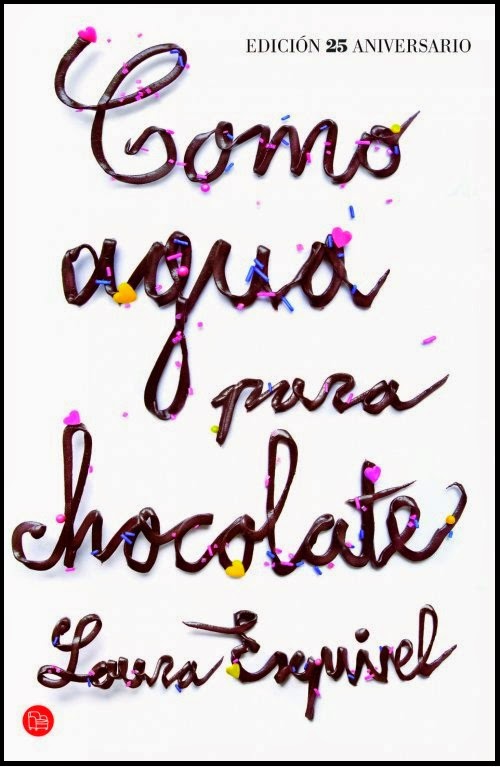 EDICIÓN 25 ANIVERSARIO
Como
agua
para
chocolate
Laura Esquivel